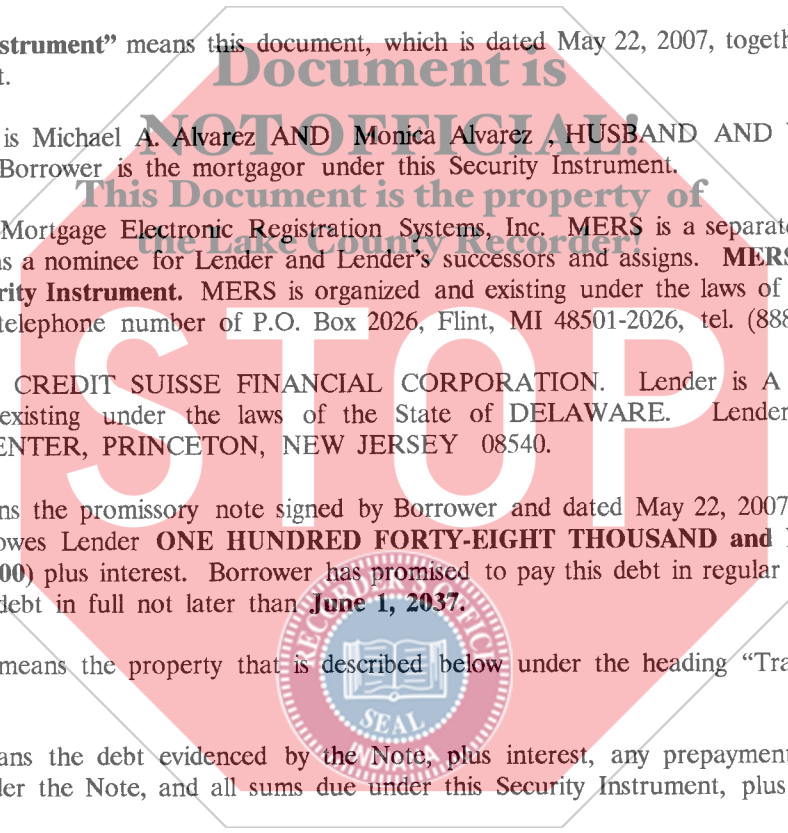 strument” means this document, which is dated May 22, 2007, togeth
t.
Document is
NOT OFFICIAL!
is Michael A. Alvarez AND Monica Alvarez , HUSBAND AND
Borrower is the mortgagor under this Security Instrument.
This Document is the property of
the Lake County Recorder!
Mortgage Electronic Registration Systems, Inc. MERS is a separate
as a nominee for Lender and Lender’s successors and assigns. MERS
rity Instrument. MERS is organized and existing under the laws of
telephone number of P.O. Box 2026, Flint, MI 48501-2026, tel. (888
STOP
CREDIT SUISSE FINANCIAL CORPORATION. Lender is A
existing under the laws of the State of DELAWARE. Lender
ENTER, PRINCETON, NEW JERSEY 08540.
ns the promissory note signed by Borrower and dated May 22, 2007
owes Lender ONE HUNDRED FORTY-EIGHT THOUSAND and
00) plus interest. Borrower has promised to pay this debt in regular
debt in full not later than June 1, 2037.
means the property that is described below under the heading “Tra
RECORDER'S OFFICE
SEAL
INDIANA
ans the debt evidenced by the Note, plus interest, any prepayment
der the Note, and all sums due under this Security Instrument, plus